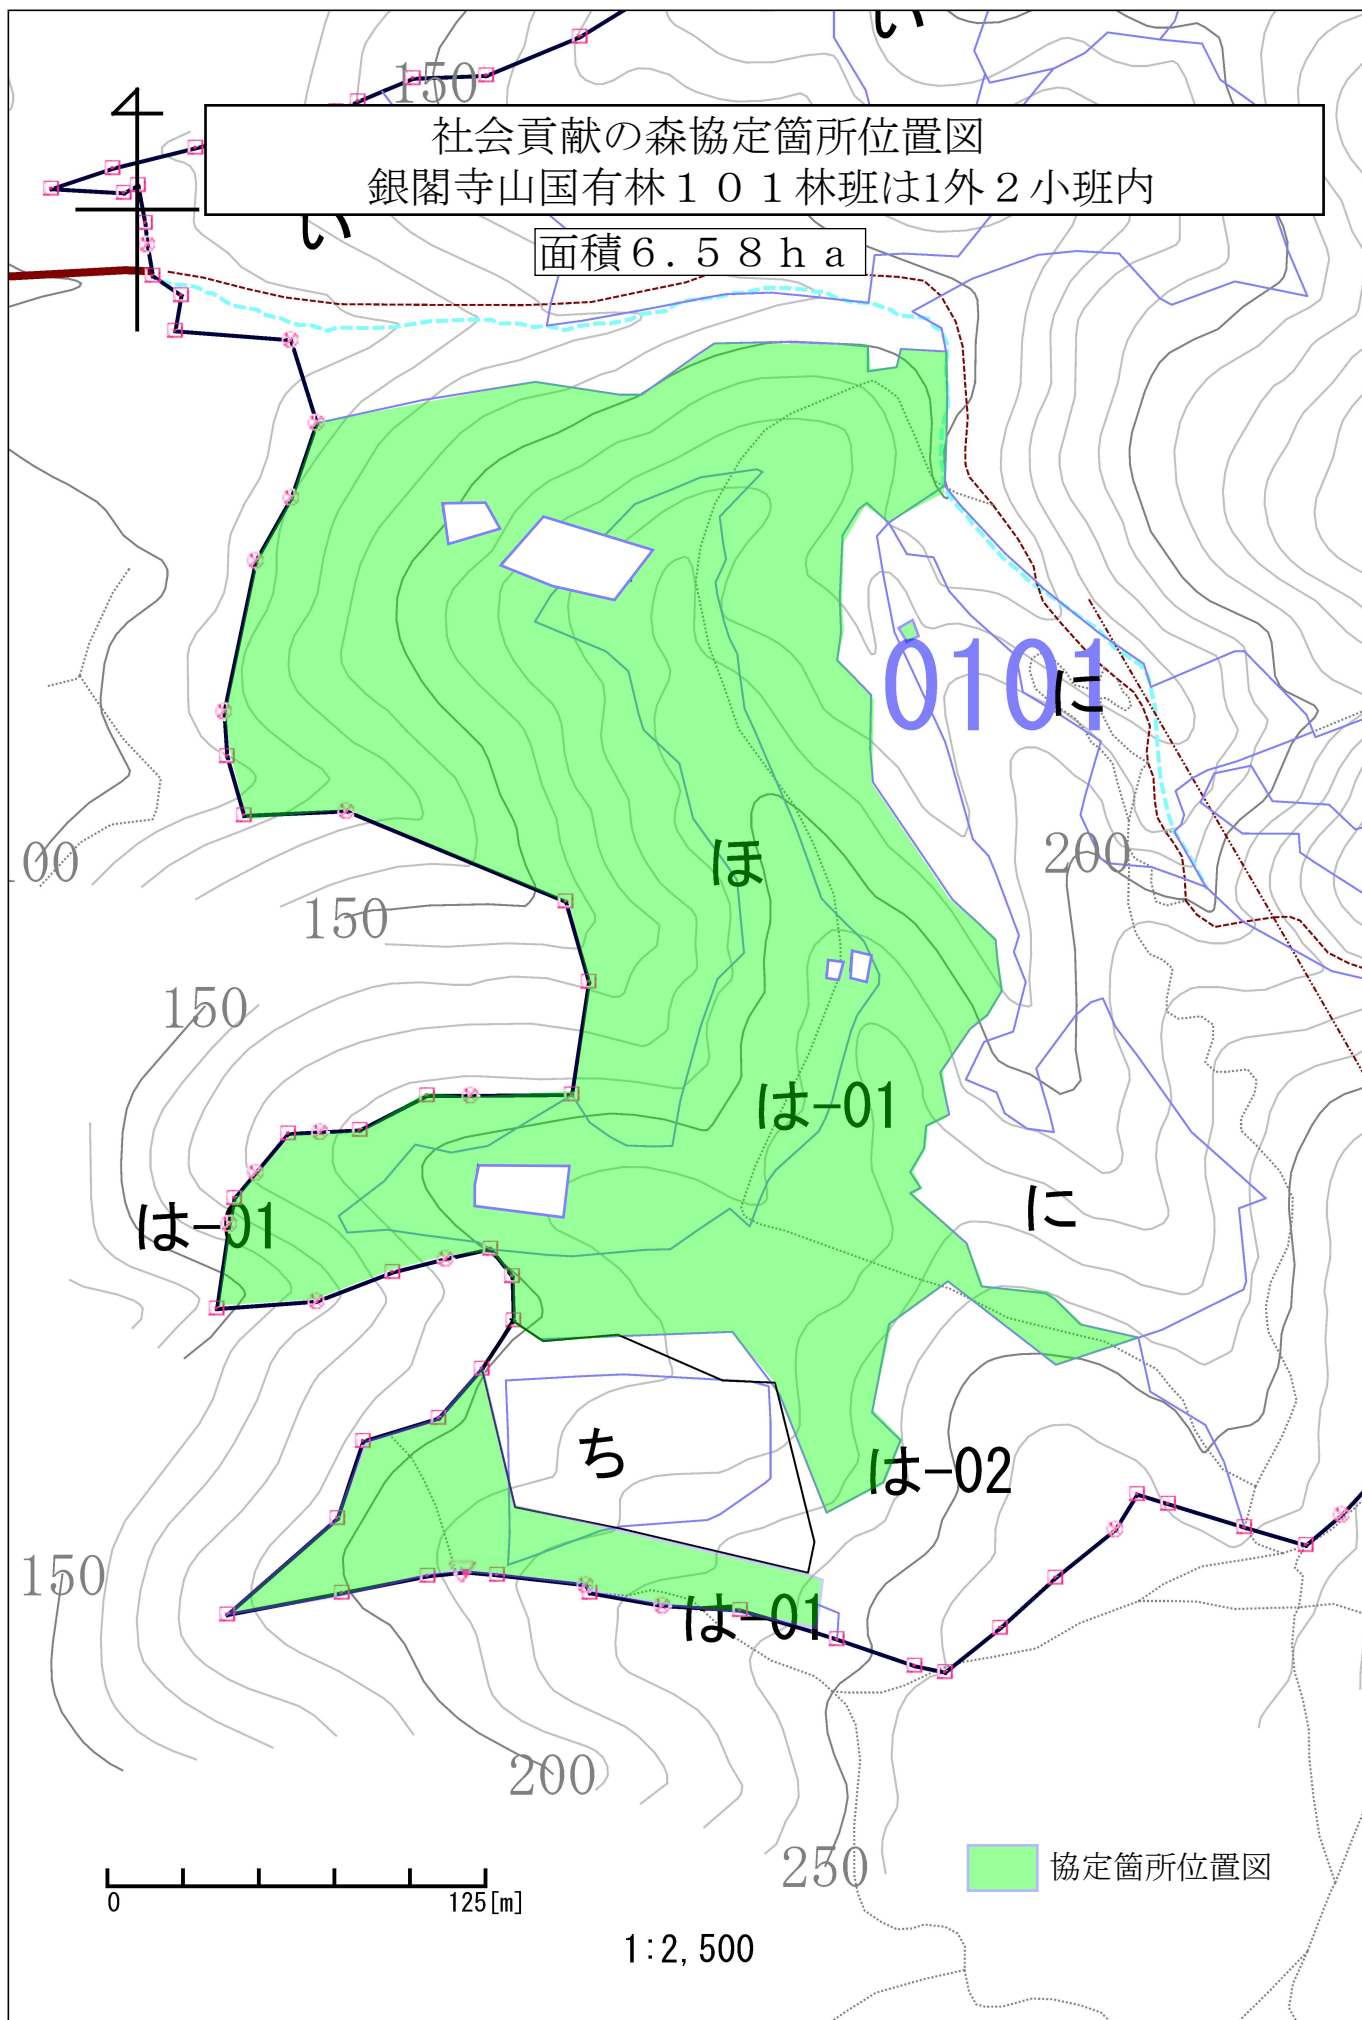 い
150
社会貢献の森協定箇所位置図
銀閣寺山国有林１０１林班は1外２小班内
い
面積６.５８ｈａ
0101
に
ほ
200
00
150
150
は-01
に
は-01
ち
は-02
150
は-01
200
250
協定箇所位置図
0
125[m]
1:2,500